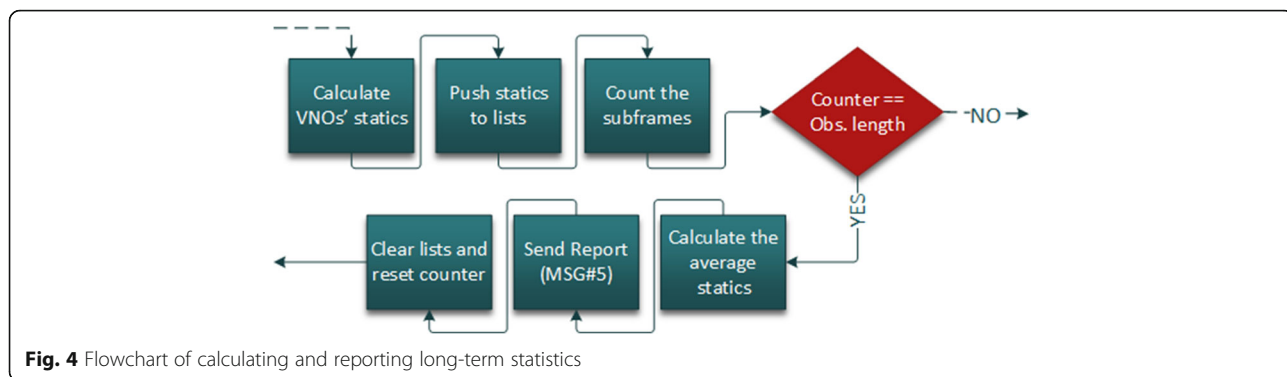 Calculate
VNOs' statics
Push statics
to lists
Count the
subframes
Counter ==
Obs. length
NO
YES
Clear lists and
reset counter
Send Report
(MSG#5)
Calculate the
average
statics
Fig. 4 Flowchart of calculating and reporting long-term statistics